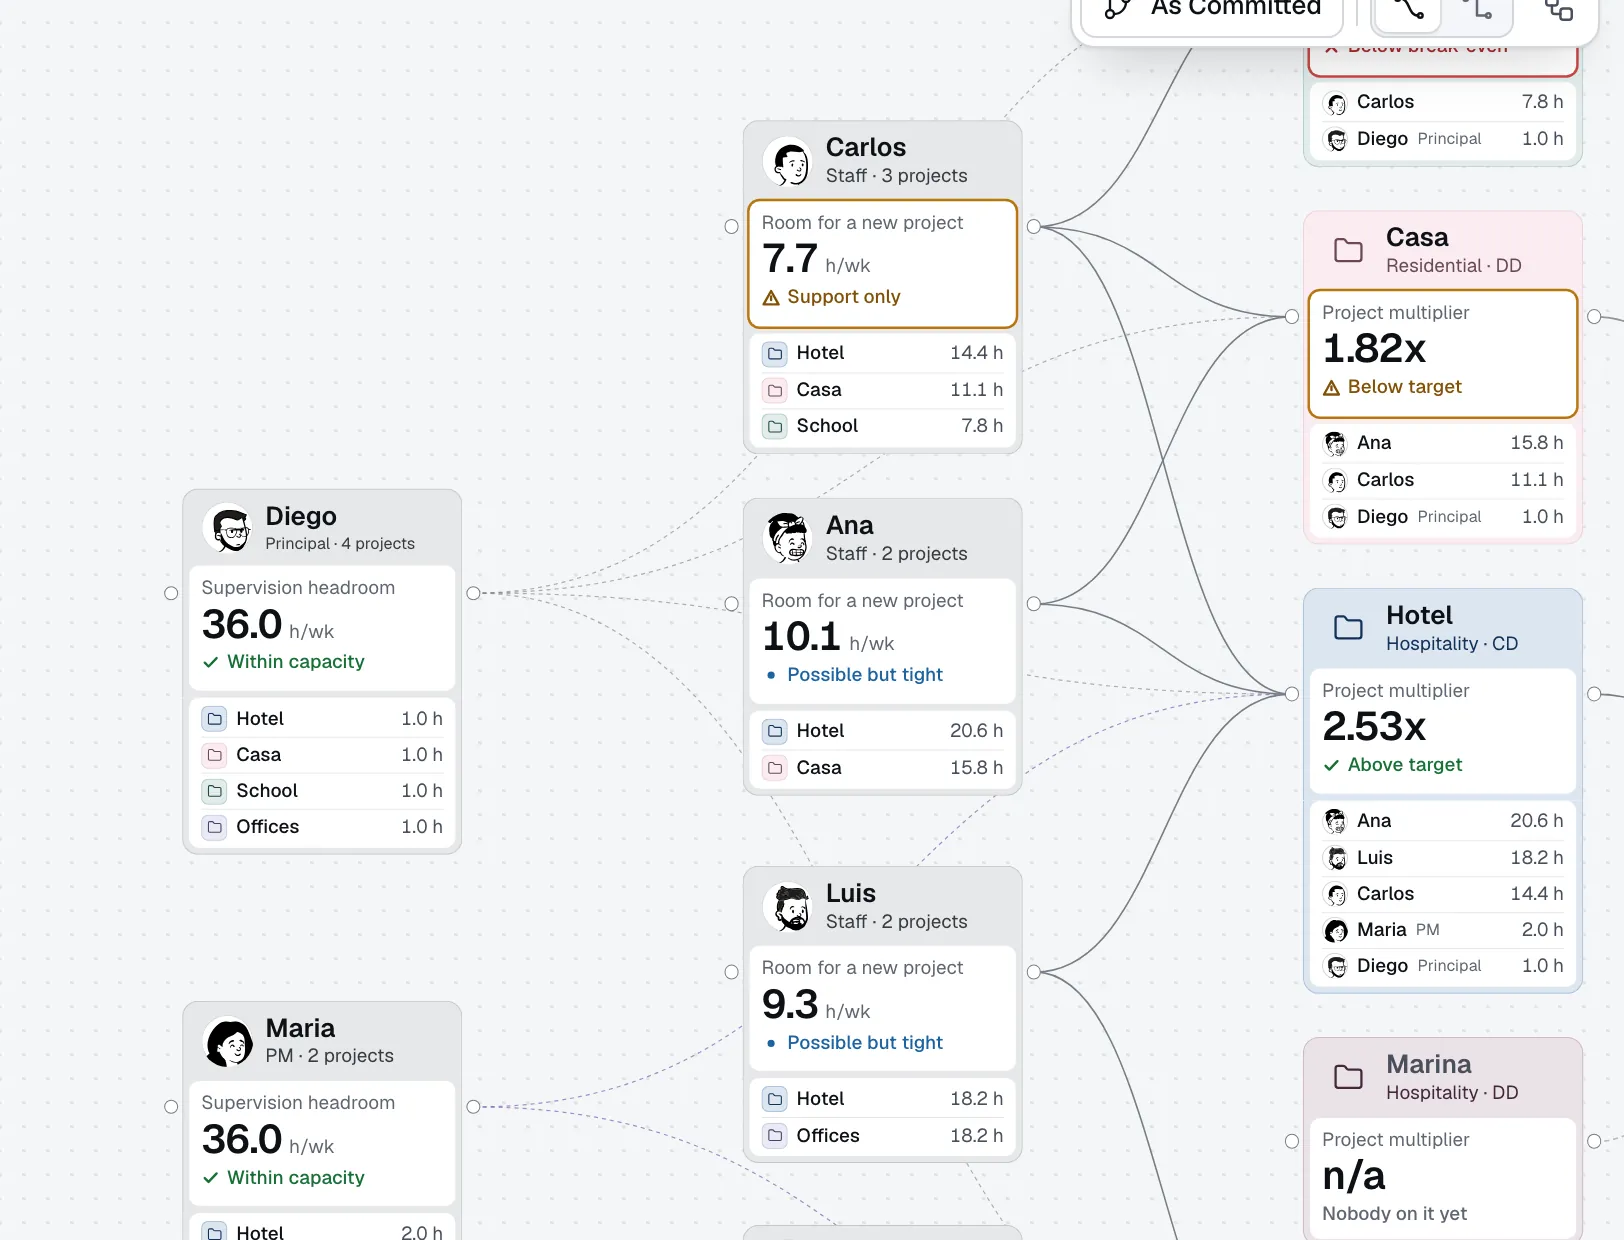 As Committed
Below break-even
Carlos 7.8 h
Diego Principal 1.0 h
Carlos
Staff · 3 projects
Room for a new project
7.7 h/wk
Support only
Hotel 14.4 h
Casa 11.1 h
School 7.8 h
Casa
Residential · DD
Project multiplier
1.82x
Below target
Ana 15.8 h
Carlos 11.1 h
Diego Principal 1.0 h
Diego
Principal · 4 projects
Supervision headroom
36.0 h/wk
Within capacity
Hotel 1.0 h
Casa 1.0 h
School 1.0 h
Offices 1.0 h
Ana
Staff · 2 projects
Room for a new project
10.1 h/wk
Possible but tight
Hotel 20.6 h
Casa 15.8 h
Hotel
Hospitality · CD
Project multiplier
2.53x
Above target
Ana 20.6 h
Luis 18.2 h
Carlos 14.4 h
Maria PM 2.0 h
Diego Principal 1.0 h
Luis
Staff · 2 projects
Room for a new project
9.3 h/wk
Possible but tight
Hotel 18.2 h
Offices 18.2 h
Maria
PM · 2 projects
Supervision headroom
36.0 h/wk
Within capacity
Hotel 2.0 h
Marina
Hospitality · DD
Project multiplier
n/a
Nobody on it yet